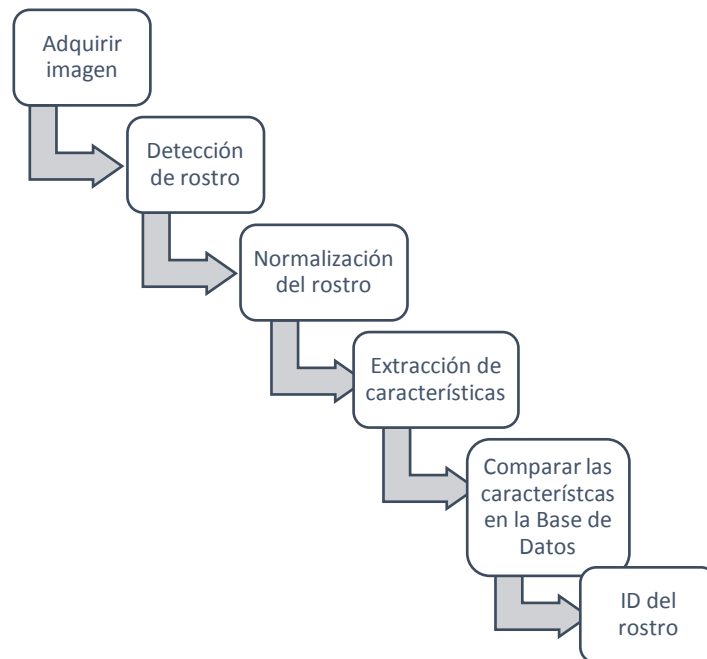 Adquirir
imagen
Detección
de rostro
Normalización
del rostro
Extracción de
característícas
Comparar las
característcas
en la Base de
Datos
ID del
rostro